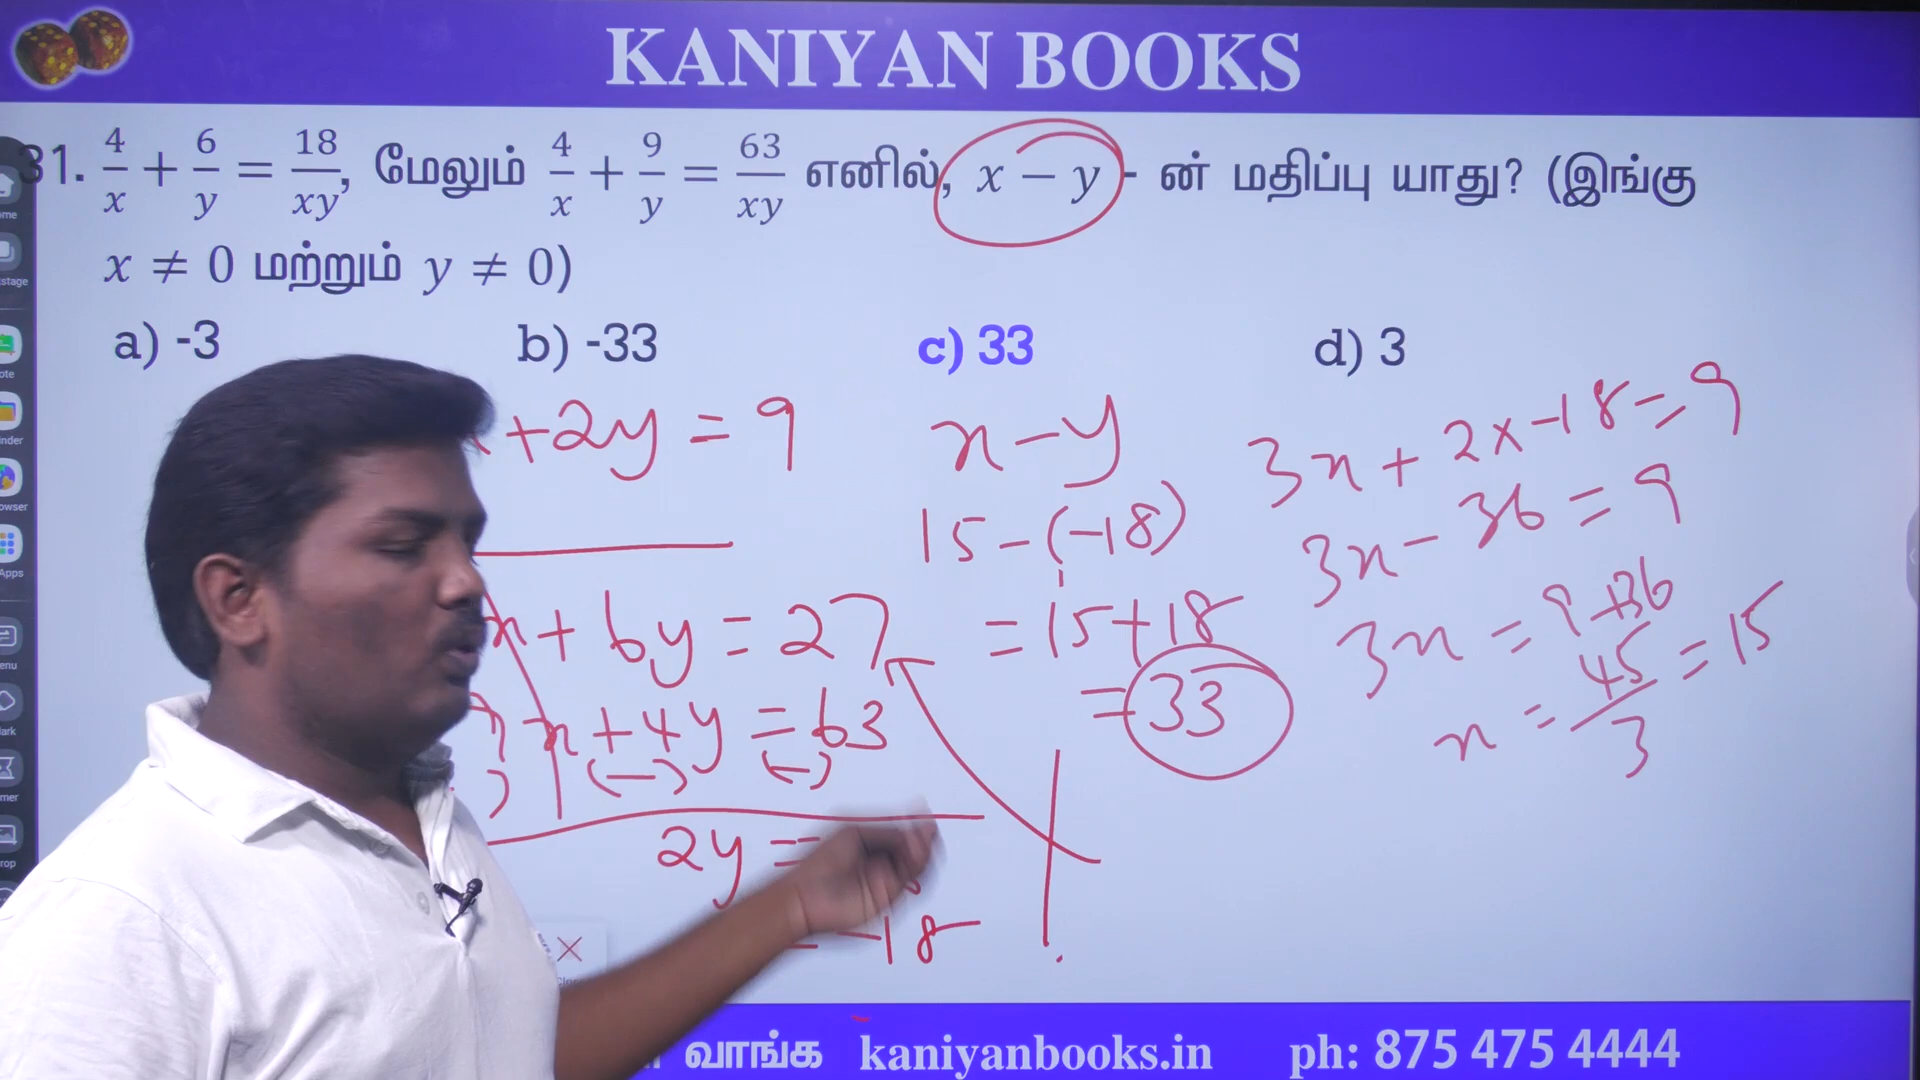 KANIYAN BOOKS
31. 4/x + 6/y = 18/xy, மேலும் 4/x + 9/y = 63/xy எனில், x − y - ன் மதிப்பு யாது? (இங்கு
x ≠ 0 மற்றும் y ≠ 0)
a) -3 b) -33 c) 33 d) 3
+2y = 9
x + 6y = 27
x + 4y = 63
(−) (−)
2y =
= −18
x − y
15 − (−18)
= 15 + 18
= 33
3x + 2x −18 = 9
3x − 36 = 9
3x = 9 + 36
x = 45/3 = 15
வாங்க kaniyanbooks.in ph: 875 475 4444